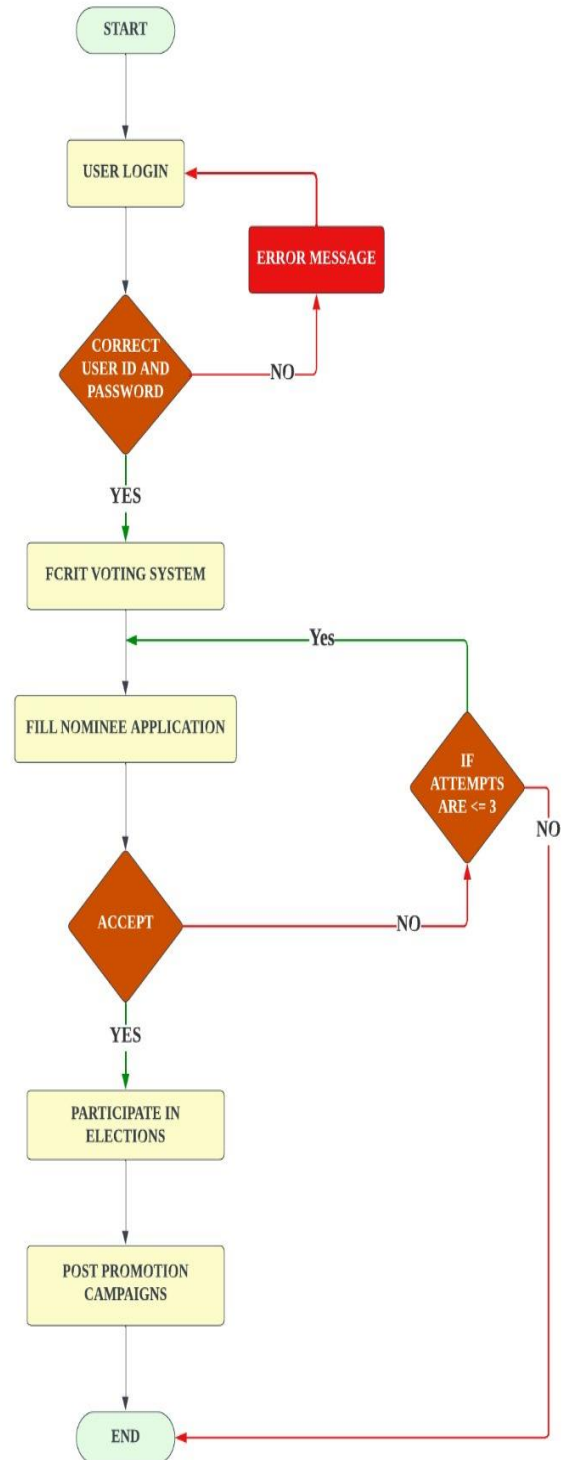 START
USER LOGIN
ERROR MESSAGE
CORRECT
USER ID AND
PASSWORD
NO
YES
FCRIT VOTING SYSTEM
Yes
FILL NOMINEE APPLICATION
IF
ATTEMPTS
ARE <= 3
NO
ACCEPT
NO
YES
PARTICIPATE IN
ELECTIONS
POST PROMOTION
CAMPAIGNS
END